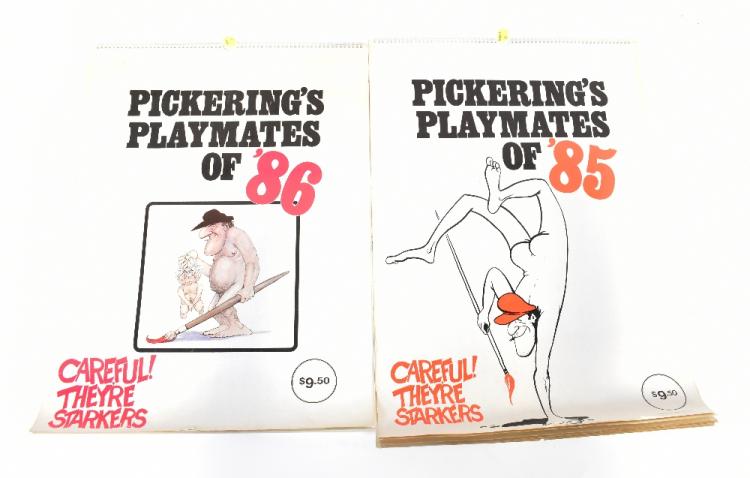 PICKERING'S
PLAYMATES
OF '86
CAREFUL!
THEYRE
STARKERS
$9.50
PICKERING'S
PLAYMATES
OF '85
CAREFUL!
THEYRE
STARKERS
$9.50